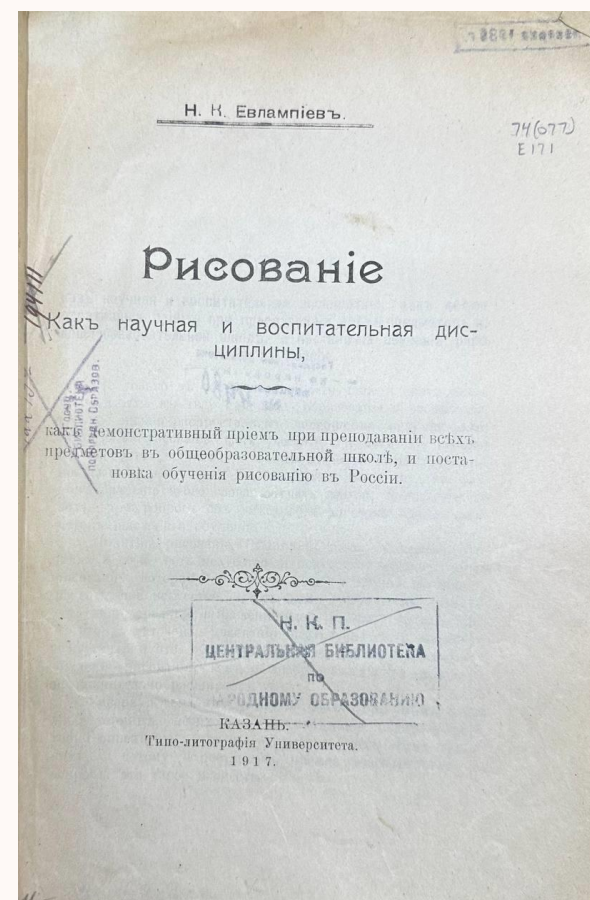 Н. К. Евлампіевъ.
74(077)
Е171
Рисованіе
Какъ научная и воспитательная дис-
циплины,
какъ демонстративный пріемъ при преподаваніи всѣхъ
предметовъ въ общеобразовательной школѣ, и поста-
новка обученія рисованію въ Россіи.
Н. К. П.
ЦЕНТРАЛЬНАЯ БИБЛИОТЕКА
ПО
НАРОДНОМУ ОБРАЗОВАНИЮ
КАЗАНЬ.
Типо-литографія Университета.
1917.